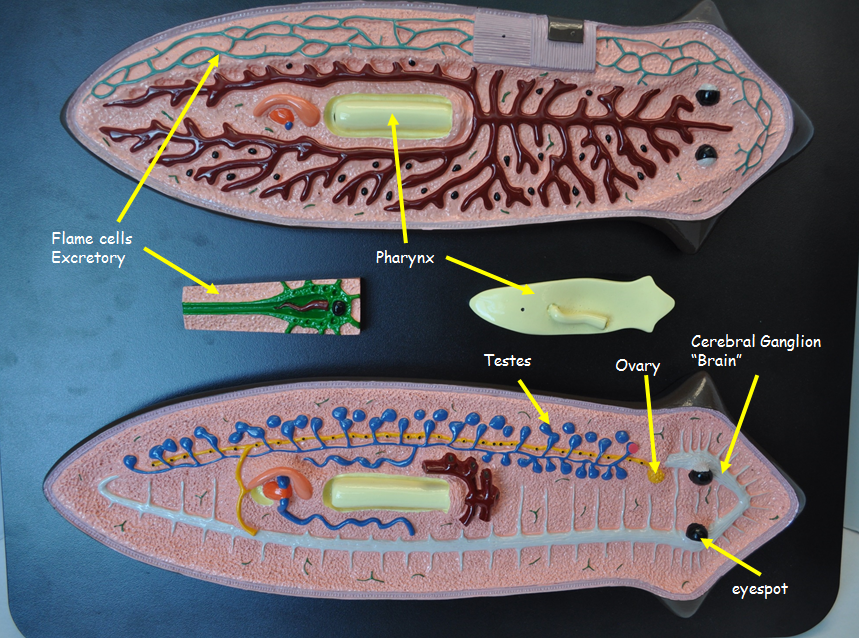 Flame cells
Excretory
Pharynx
Testes
Ovary
Cerebral Ganglion
"Brain"
eyespot